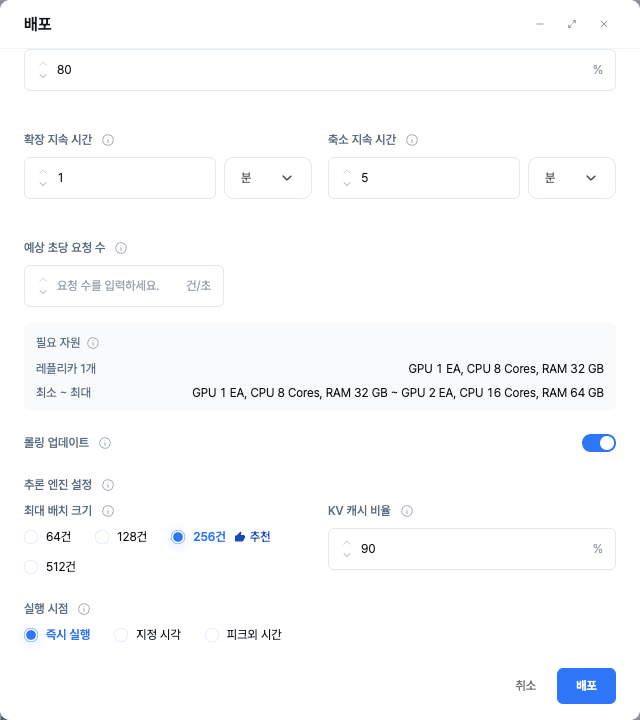 배포
80 %
확장 지속 시간 축소 지속 시간
1 분 5 분
예상 초당 요청 수
요청 수를 입력하세요. 건/초
필요 자원
레플리카 1개 GPU 1 EA, CPU 8 Cores, RAM 32 GB
최소 ~ 최대 GPU 1 EA, CPU 8 Cores, RAM 32 GB ~ GPU 2 EA, CPU 16 Cores, RAM 64 GB
롤링 업데이트
추론 엔진 설정
최대 배치 크기 KV 캐시 비율
64건 128건 256건 추천
90 %
512건
실행 시점
즉시 실행 지정 시각 피크외 시간
취소 배포